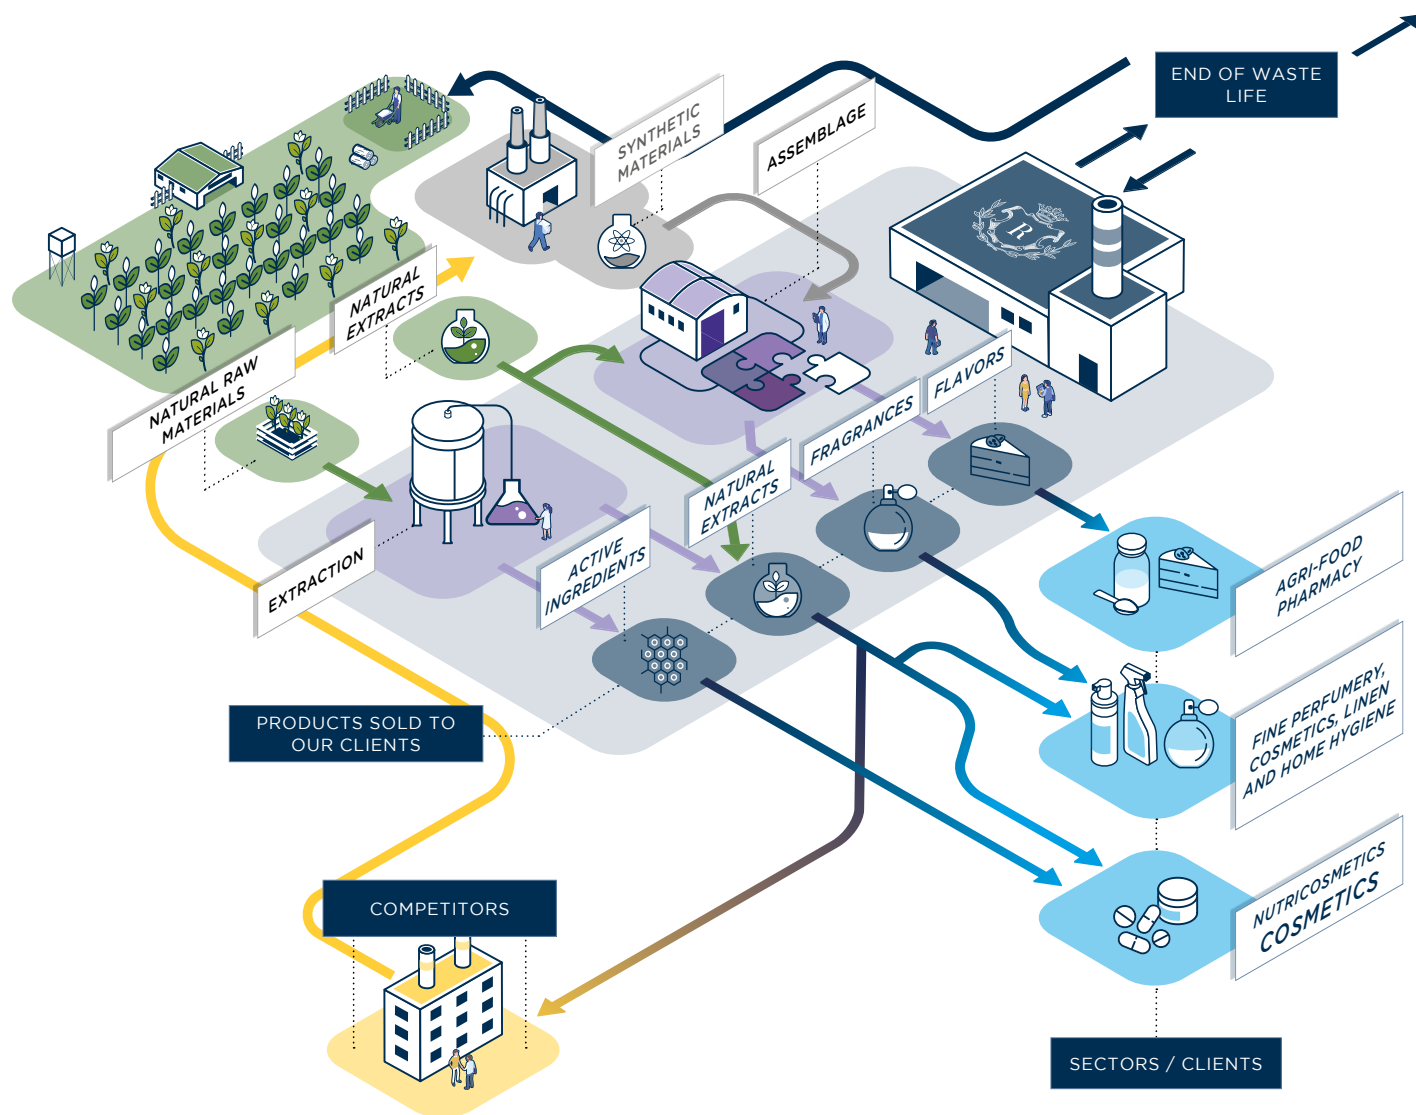 END OF WASTE
LIFE
SYNTHETIC
MATERIALS
ASSEMBLAGE
R
NATURAL
EXTRACTS
NATURAL RAW
MATERIALS
FLAVORS
FRAGRANCES
NATURAL
EXTRACTS
EXTRACTION
ACTIVE
INGREDIENTS
AGRI-FOOD
PHARMACY
PRODUCTS SOLD TO
OUR CLIENTS
FINE PERFUMERY,
COSMETICS, LINEN
AND HOME HYGIENE
COMPETITORS
NUTRICOSMETICS
COSMETICS
SECTORS / CLIENTS